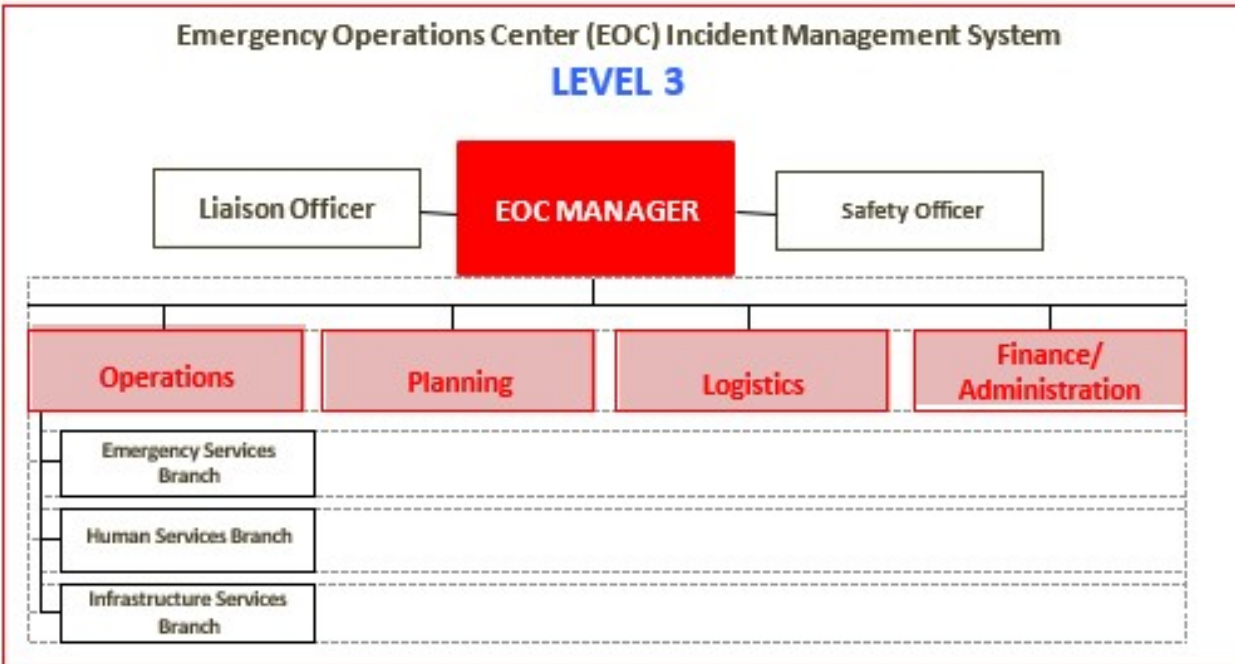 Emergency Operations Center (EOC) Incident Management System
LEVEL 3
Liaison Officer
EOC MANAGER
Safety Officer
Operations
Planning
Logistics
Finance/
Administration
Emergency Services
Branch
Human Services Branch
Infrastructure Services
Branch